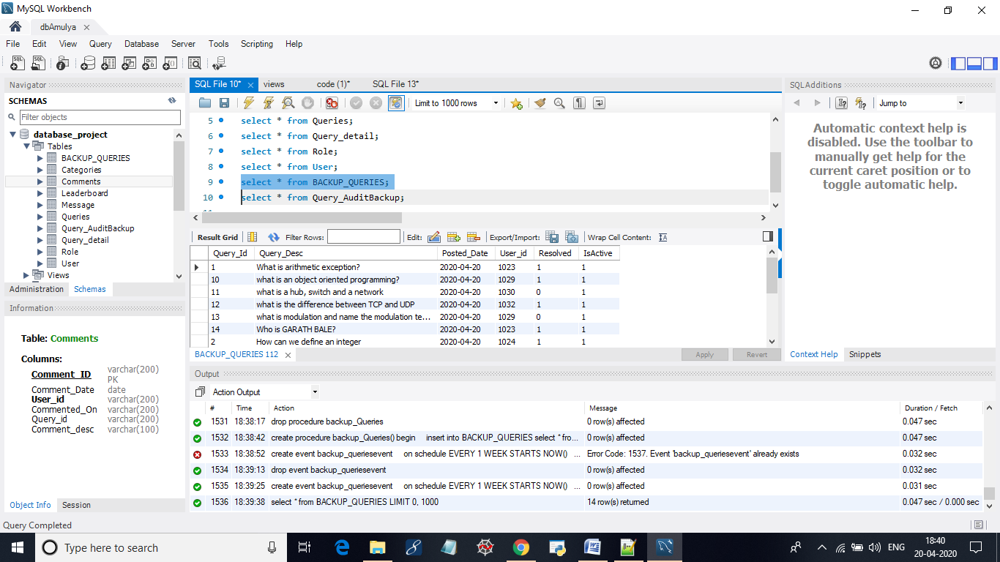 MySQL Workbench
dbAmulya
File Edit View Query Database Server Tools Scripting Help
Navigator
SCHEMAS
Filter objects
database_project
Tables
BACKUP_QUERIES
Categories
Comments
Leaderboard
Message
Queries
Query_AuditBackup
Query_detail
Role
User
Views
Administration Schemas
Information
Table: Comments
Columns:
Comment_ID varchar(200)
PK
Comment_Date date
User_id varchar(200)
Commented_On varchar(200)
Query_id varchar(200)
Comment_desc varchar(100)
Object Info Session
SQL File 10* views code (1)* SQL File 13*
Limit to 1000 rows
5 select * from Queries;
6 select * from Query_detail;
7 select * from Role;
8 select * from User;
9 select * from BACKUP_QUERIES;
10 select * from Query_AuditBackup;
Result Grid Filter Rows: Edit: Export/Import: Wrap Cell Content:
Query_Id Query_Desc Posted_Date User_id Resolved IsActive
1 What is arithmetic exception? 2020-04-20 1023 1 1
10 what is an object oriented programming? 2020-04-20 1029 1 1
11 what is a hub, switch and a network 2020-04-20 1030 0 1
12 what is the difference between TCP and UDP 2020-04-20 1032 1 1
13 what is modulation and name the modulation te... 2020-04-20 1029 0 1
14 Who is GARATH BALE? 2020-04-20 1023 1 1
2 How can we define an integer 2020-04-20 1024 1 1
BACKUP_QUERIES 112
Apply Revert
SQLAdditions
Jump to
Automatic context help is
disabled. Use the toolbar to
manually get help for the
current caret position or to
toggle automatic help.
Context Help Snippets
Output
Action Output
# Time Action Message Duration / Fetch
1531 18:38:17 drop procedure backup_Queries 0 row(s) affected 0.047 sec
1532 18:38:42 create procedure backup_Queries() begin insert into BACKUP_QUERIES select * fro... 0 row(s) affected 0.047 sec
1533 18:38:52 create event backup_queriesevent on schedule EVERY 1 WEEK STARTS NOW() ... Error Code: 1537. Event 'backup_queriesevent' already exists 0.032 sec
1534 18:39:13 drop event backup_queriesevent 0 row(s) affected 0.032 sec
1535 18:39:25 create event backup_queriesevent on schedule EVERY 1 WEEK STARTS NOW() ... 0 row(s) affected 0.031 sec
1536 18:39:38 select * from BACKUP_QUERIES LIMIT 0, 1000 14 row(s) returned 0.047 sec / 0.000 sec
Query Completed
Type here to search
ENG
18:40
20-04-2020